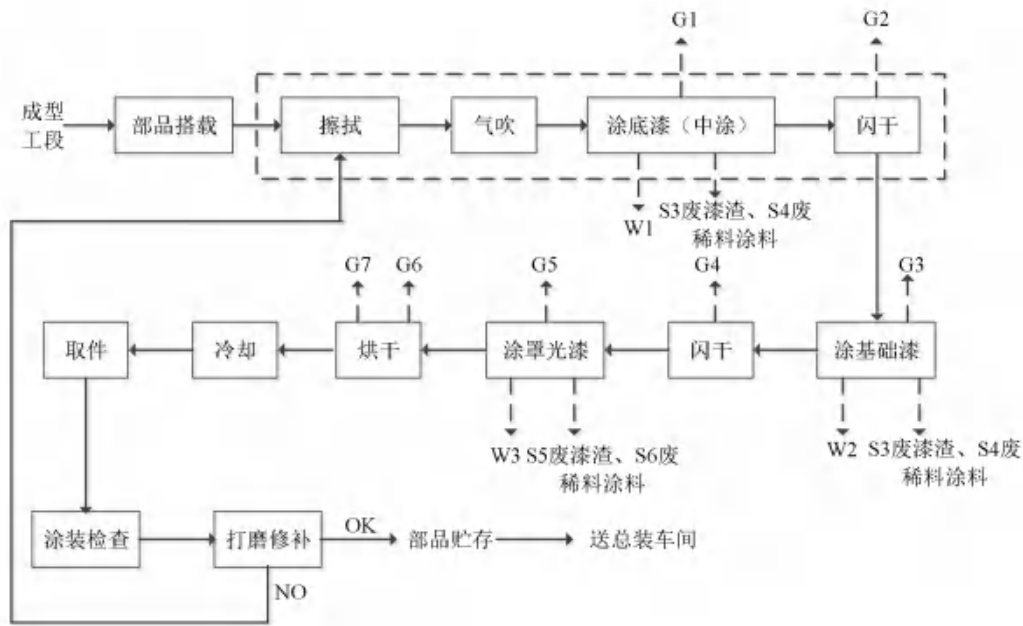 G1
G2
成型
工段
部品搭载
擦拭
气吹
涂底漆（中涂）
闪干
W1
S3废漆渣、S4废
稀料涂料
G7
G6
G5
G4
G3
取件
冷却
烘干
涂罩光漆
闪干
涂基础漆
W3
S5废漆渣、S6废
稀料涂料
W2
S3废漆渣、S4废
稀料涂料
涂装检查
打磨修补
OK
部品贮存
送总装车间
NO